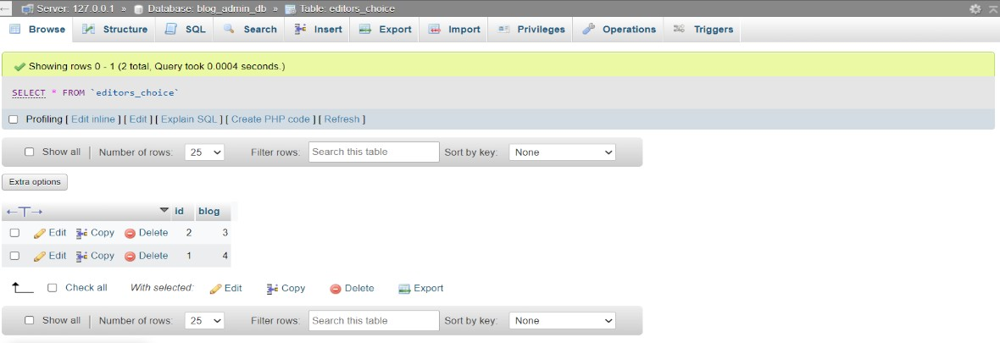 Server: 127.0.0.1 » Database: blog_admin_db » Table: editors_choice
Browse Structure SQL Search Insert Export Import Privileges Operations Triggers
Showing rows 0 - 1 (2 total, Query took 0.0004 seconds.)
SELECT * FROM `editors_choice`
Profiling [ Edit inline ] [ Edit ] [ Explain SQL ] [ Create PHP code ] [ Refresh ]
Show all | Number of rows: 25 Filter rows: Search this table Sort by key: None
Extra options
←T→ id blog
Edit Copy Delete 2 3
Edit Copy Delete 1 4
Check all With selected: Edit Copy Delete Export
Show all | Number of rows: 25 Filter rows: Search this table Sort by key: None